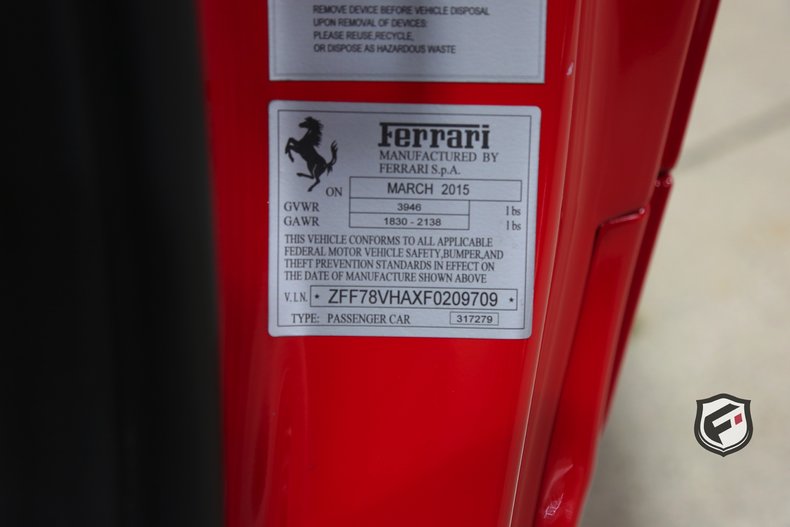 REMOVE DEVICE BEFORE VEHICLE DISPOSAL
UPON REMOVAL OF DEVICES:
PLEASE REUSE,RECYCLE,
OR DISPOSE AS HAZARDOUS WASTE
Ferrari
MANUFACTURED BY
FERRARI S.p.A.
ON MARCH 2015
GVWR 3946 lbs
GAWR 1830 - 2138 lbs
THIS VEHICLE CONFORMS TO ALL APPLICABLE
FEDERAL MOTOR VEHICLE SAFETY,BUMPER,AND
THEFT PREVENTION STANDARDS IN EFFECT ON
THE DATE OF MANUFACTURE SHOWN ABOVE
V.I.N. * ZFF78VHAXF0209709 *
TYPE: PASSENGER CAR 317279
F